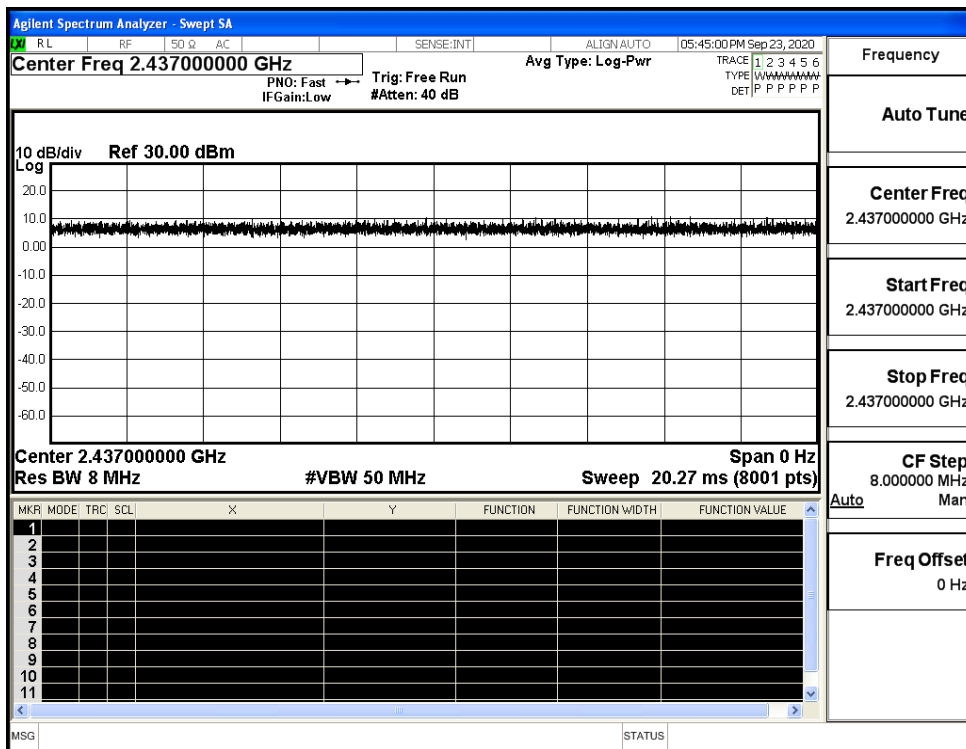 Agilent Spectrum Analyzer - Swept SA
LXI RL RF 50 Ω AC SENSE:INT ALIGN AUTO 05:45:00 PM Sep 23, 2020
Center Freq 2.437000000 GHz
PNO: Fast
IFGain:Low
Trig: Free Run
#Atten: 40 dB
Avg Type: Log-Pwr
TRACE 1 2 3 4 5 6
TYPE WWWWWW
DET P P P P P P
10 dB/div Ref 30.00 dBm
Log
20.0
10.0
0.00
-10.0
-20.0
-30.0
-40.0
-50.0
-60.0
Center 2.437000000 GHz Span 0 Hz
Res BW 8 MHz #VBW 50 MHz Sweep 20.27 ms (8001 pts)
MKR MODE TRC SCL X Y FUNCTION FUNCTION WIDTH FUNCTION VALUE
1
2
3
4
5
6
7
8
9
10
11
MSG STATUS
Frequency
Auto Tune
Center Freq
2.437000000 GHz
Start Freq
2.437000000 GHz
Stop Freq
2.437000000 GHz
CF Step
8.000000 MHz
Auto Man
Freq Offset
0 Hz